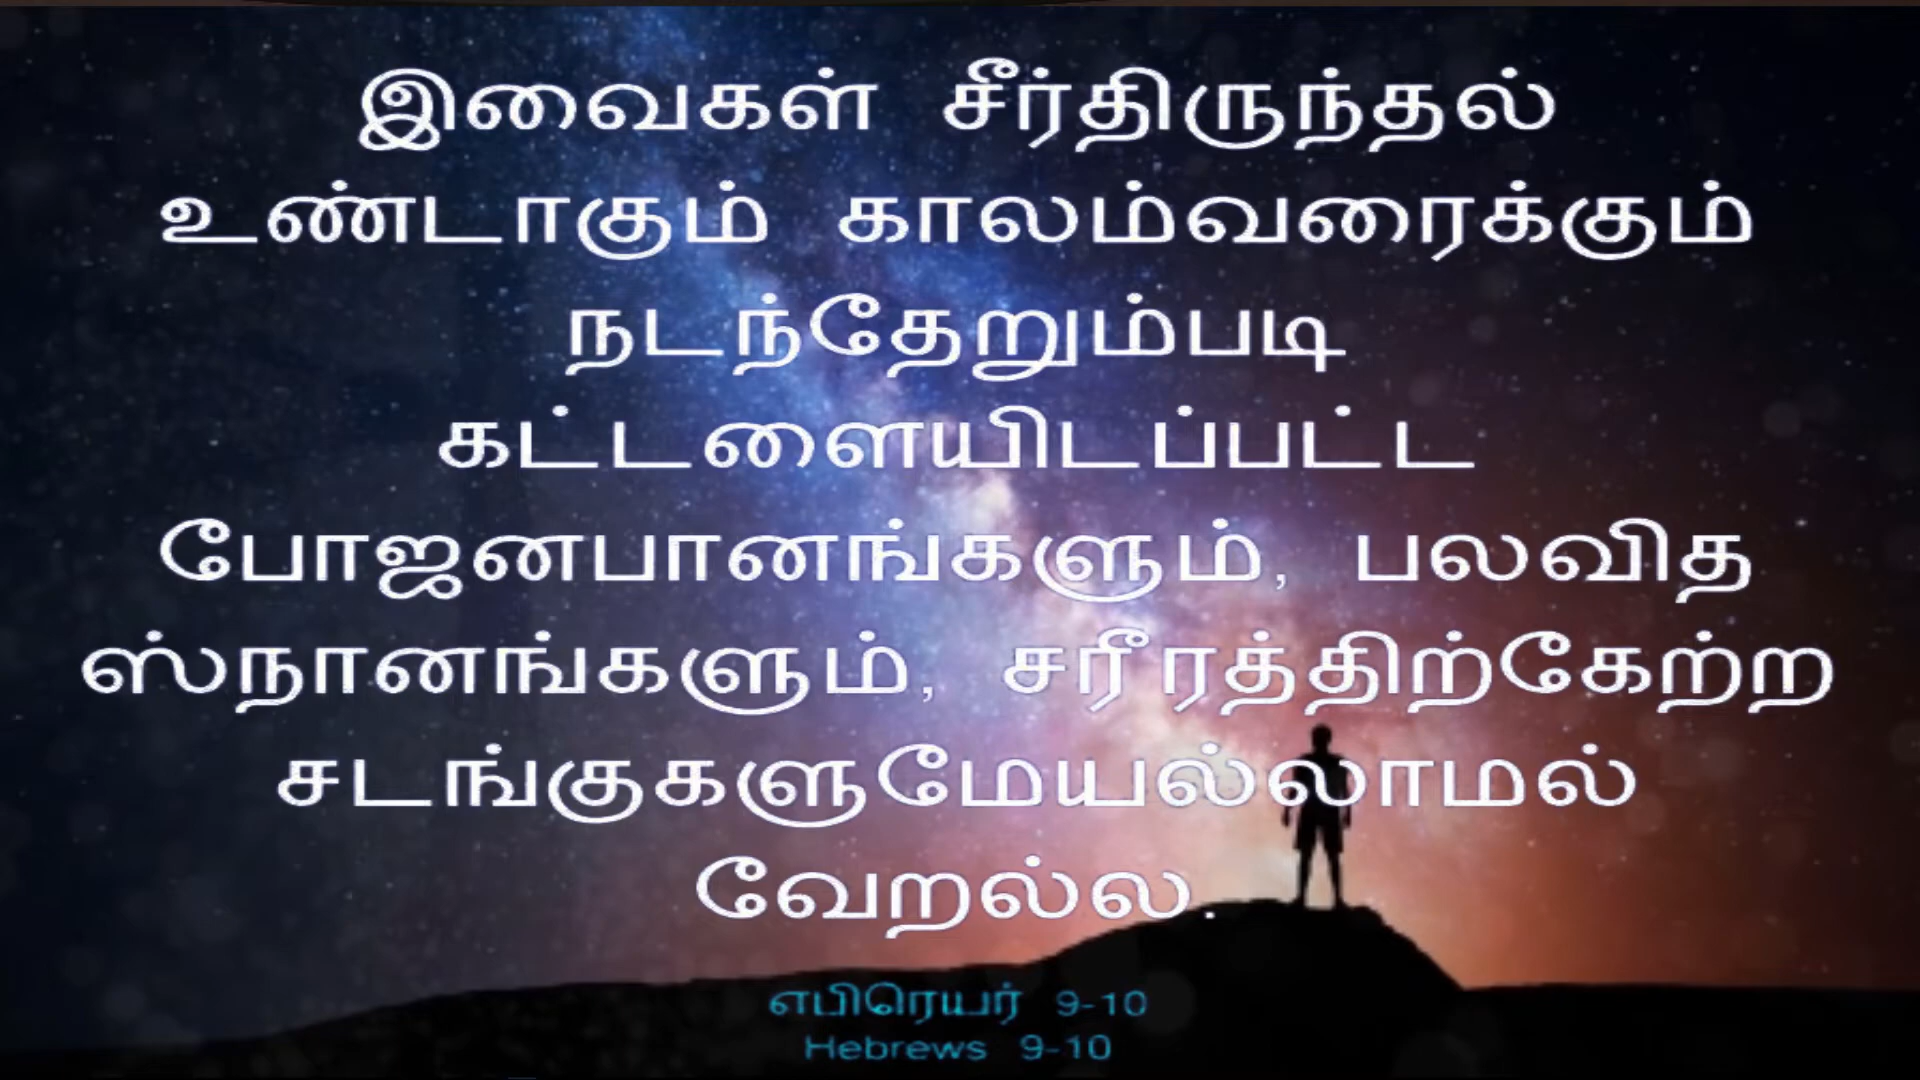 இவைகள் சீர்திருந்தல்
உண்டாகும் காலம்வரைக்கும்
நடந்தேறும்படி
கட்டளையிடப்பட்ட
போஜனபானங்களும், பலவித
ஸ்நானங்களும், சரீரத்திற்கேற்ற
சடங்குகளுமேயல்லாமல்
வேறல்ல.
எபிரெயர் 9-10
Hebrews 9-10